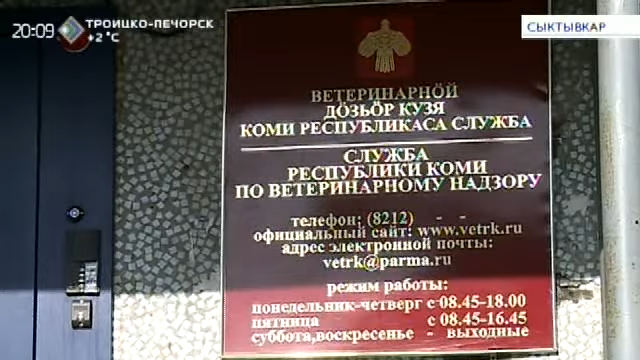 20:09
ТРОИЦКО-ПЕЧОРСК
+2°C
СЫКТЫВКАР
ВЕТЕРИНАРНӦЙ
ДӦЗЬӦР КУЗЯ
КОМИ РЕСПУБЛИКАСА СЛУЖБА
СЛУЖБА
РЕСПУБЛИКИ КОМИ
ПО ВЕТЕРИНАРНОМУ НАДЗОРУ
телефон: (8212) - -
официальный сайт: www.vetrk.ru
адрес электронной почты:
vetrk@parma.ru
режим работы:
понедельник-четверг с 08.45-18.00
пятница с 08.45-16.45
суббота,воскресенье - выходные